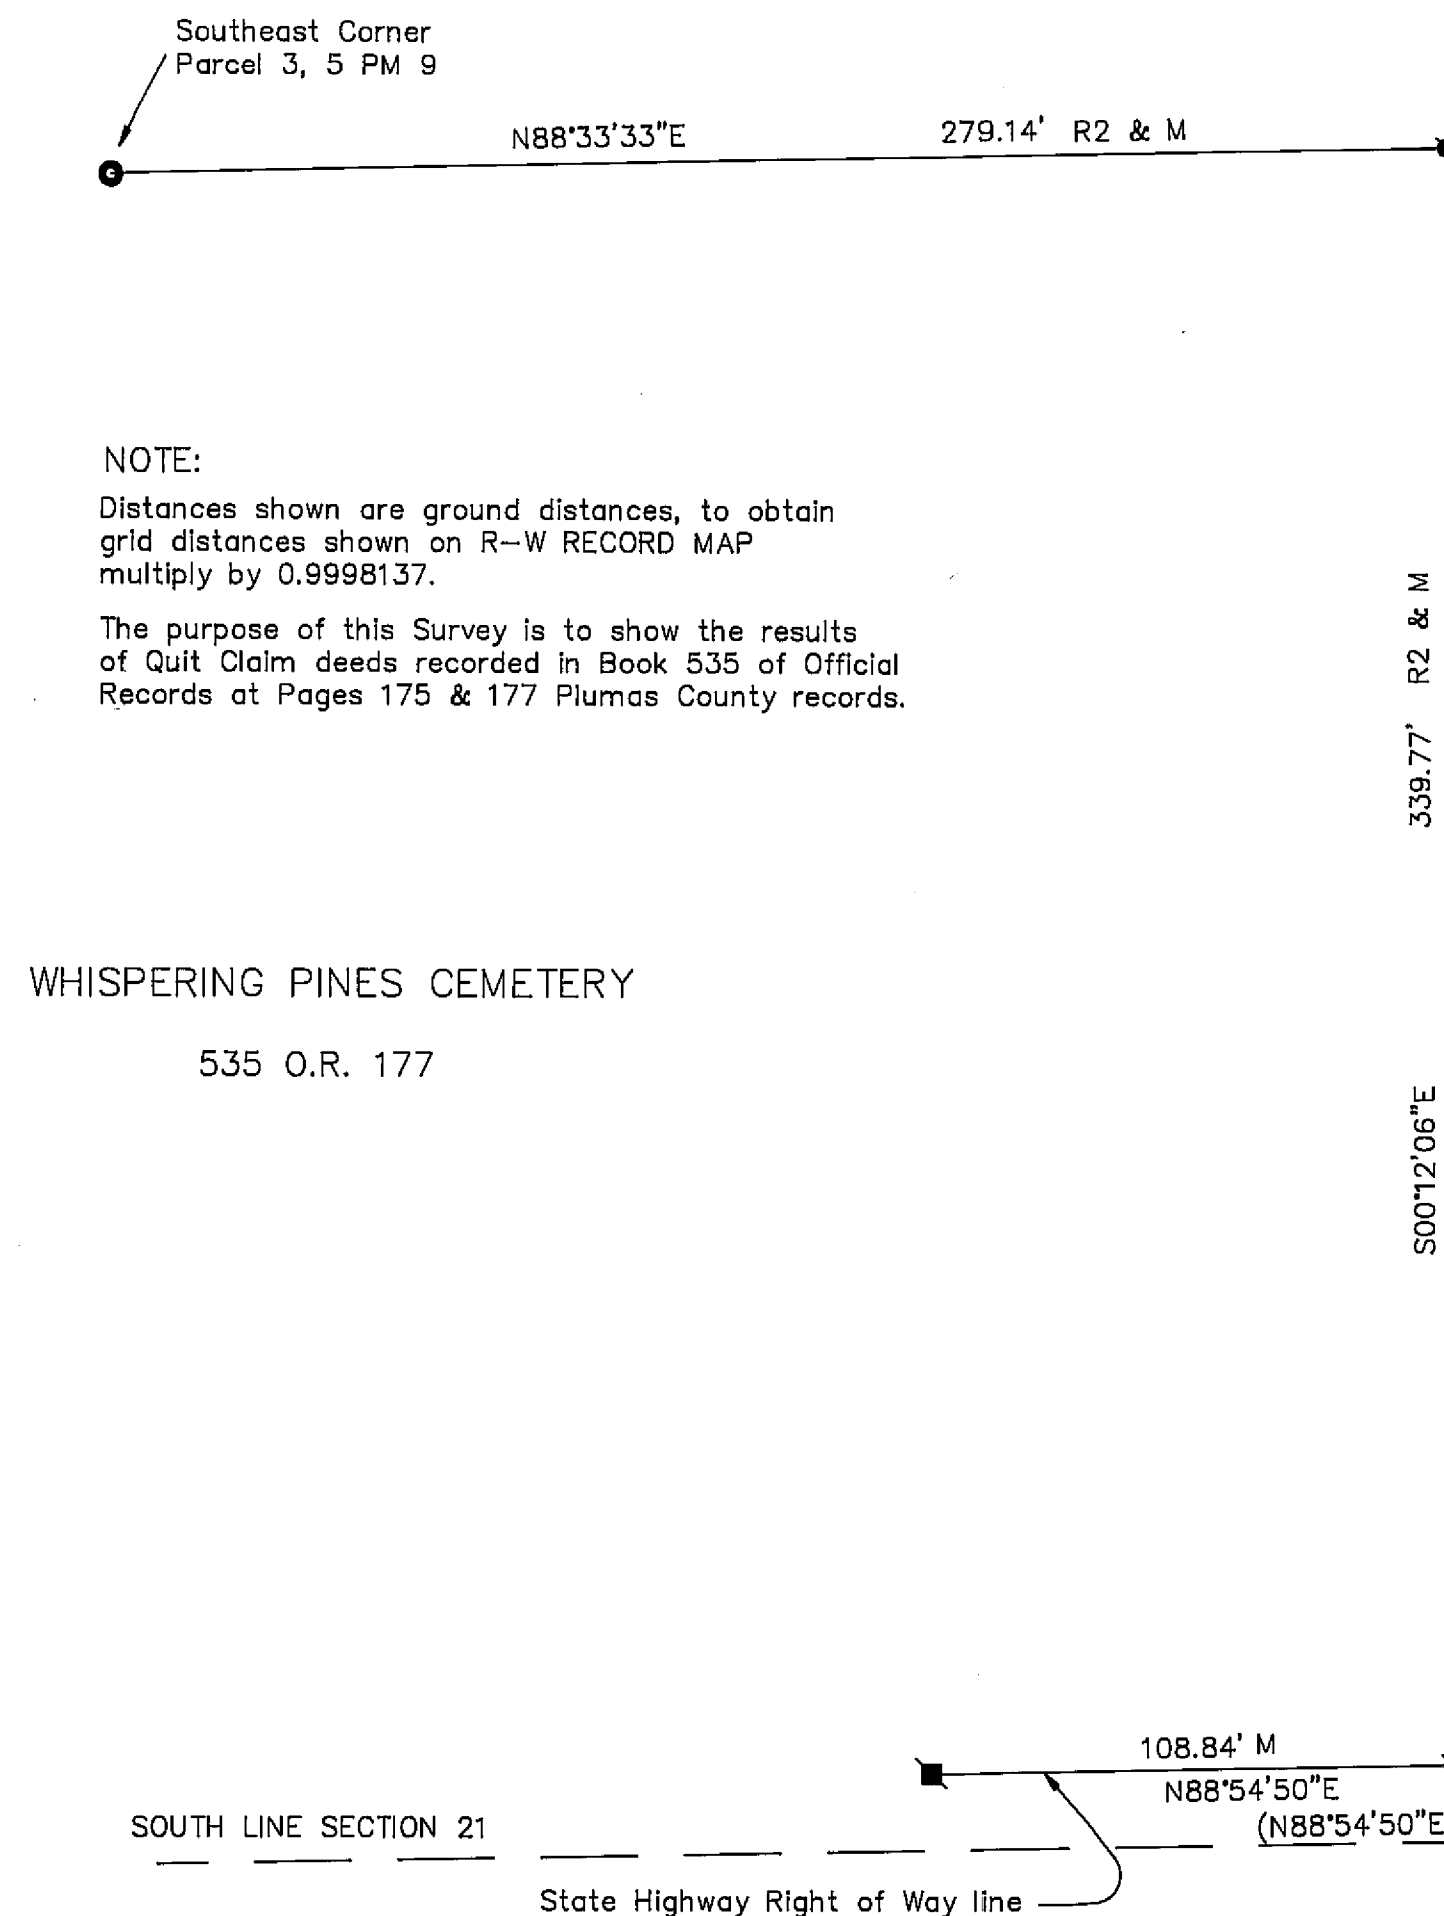 Southeast Corner
Parcel 3, 5 PM 9
N88°33'33"E
279.14' R2 & M
NOTE:
Distances shown are ground distances, to obtain
grid distances shown on R-W RECORD MAP
multiply by 0.9998137.
The purpose of this Survey is to show the results
of Quit Claim deeds recorded in Book 535 of Official
Records at Pages 175 & 177 Plumas County records.
339.77' R2 & M
WHISPERING PINES CEMETERY
535 O.R. 177
S00°12'06"E
108.84' M
N88°54'50"E
(N88°54'50"E
SOUTH LINE SECTION 21
State Highway Right of Way line